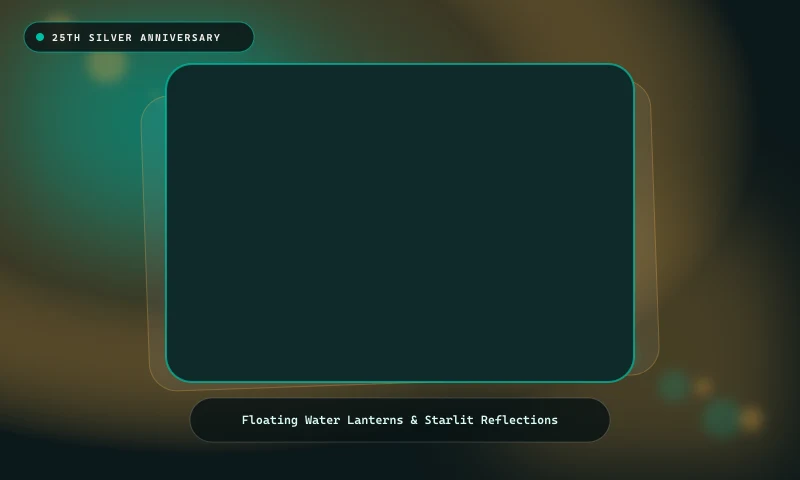 25TH SILVER ANNIVERSARY
Floating Water Lanterns & Starlit Reflections